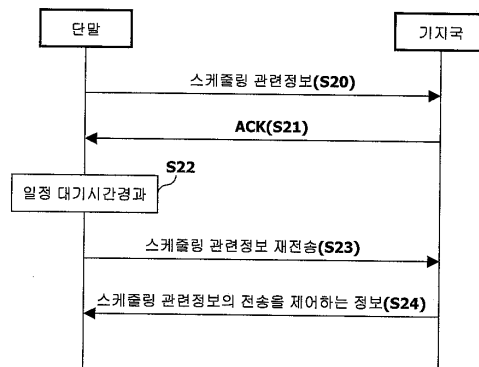 단말
기지국
스케줄링 관련정보(S20)
ACK(S21)
S22
일정 대기시간경과
스케줄링 관련정보 재전송(S23)
스케줄링 관련정보의 전송을 제어하는 정보(S24)